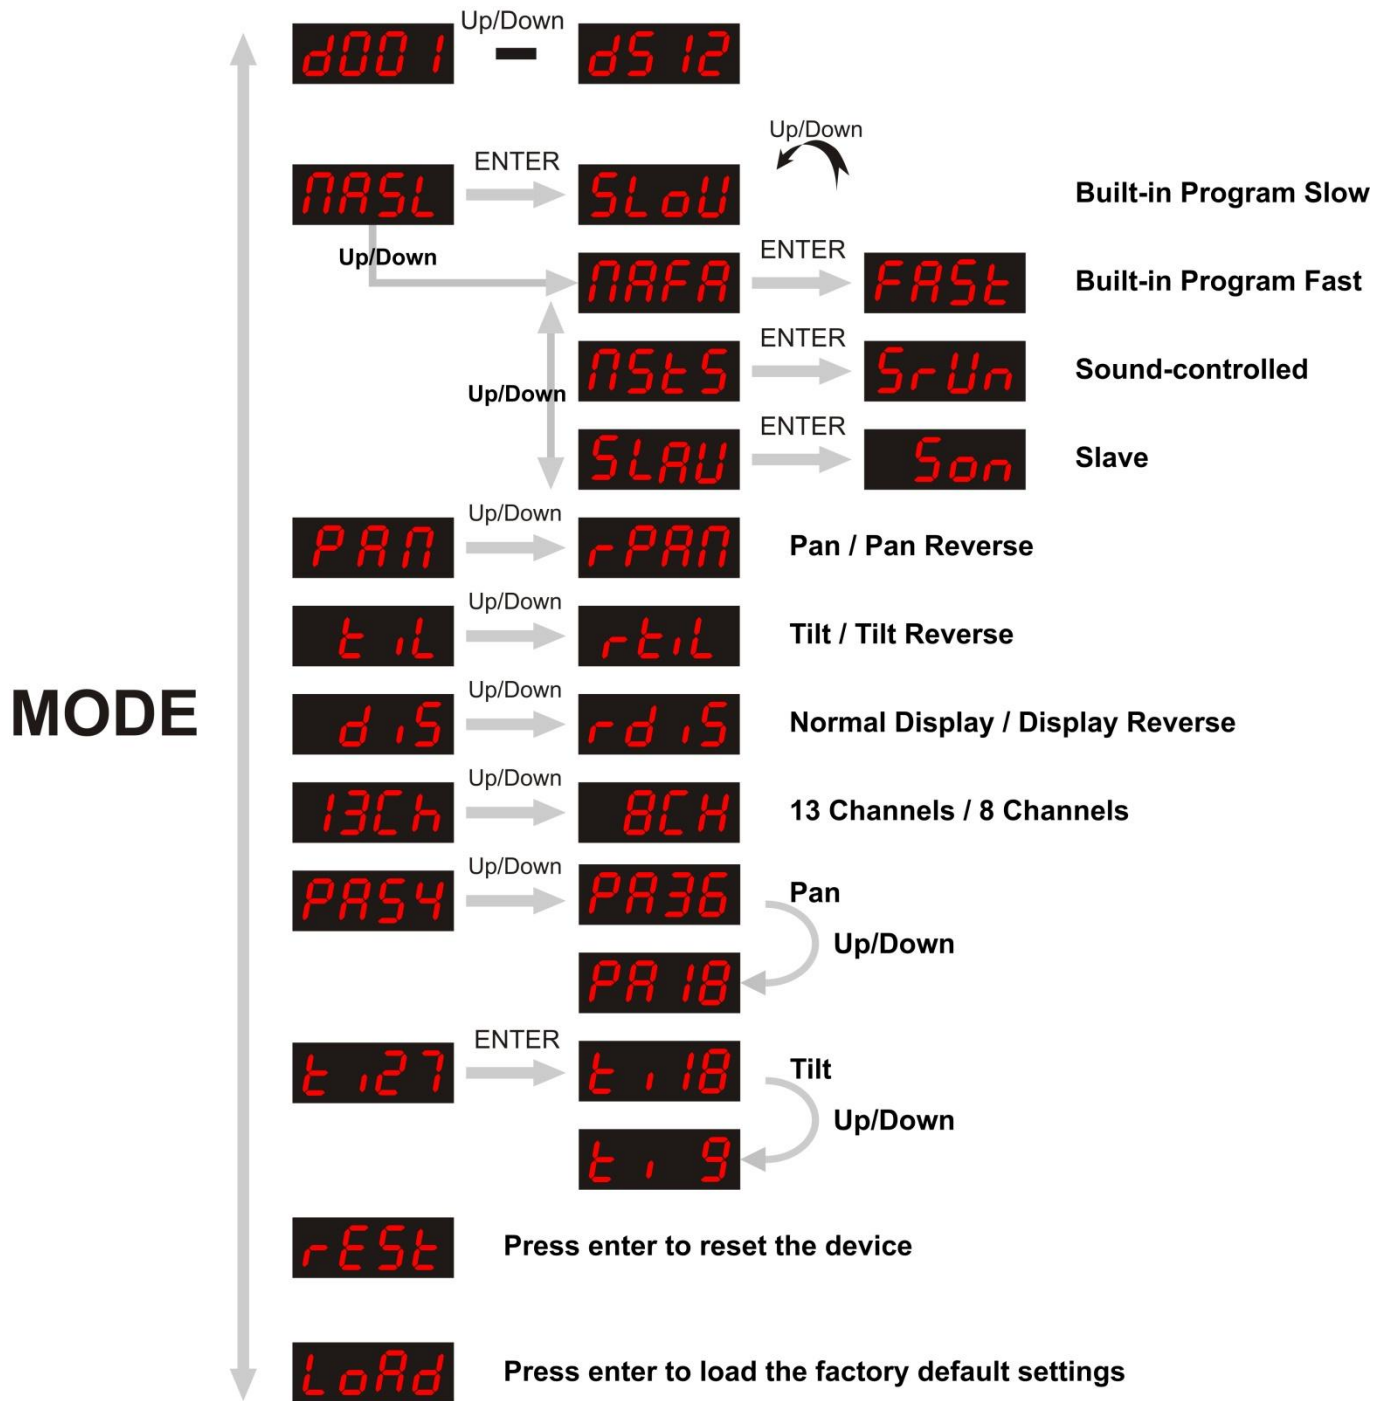 Up/Down
d001 dS12
Up/Down
ENTER
MASL SLoU Built-in Program Slow
Up/Down
ENTER
MAFA FASt Built-in Program Fast
ENTER
MStS SrUn Sound-controlled
Up/Down
ENTER
SLAU Son Slave
Up/Down
PAM rPAM Pan / Pan Reverse
Up/Down
tiL rtiL Tilt / Tilt Reverse
Up/Down
MODE
diS rdiS Normal Display / Display Reverse
Up/Down
13Ch 8CH 13 Channels / 8 Channels
Up/Down
PA54 PA36 Pan
Up/Down
PA18
ENTER
ti27 ti18 Tilt
Up/Down
ti 9
rESt Press enter to reset the device
LoAd Press enter to load the factory default settings